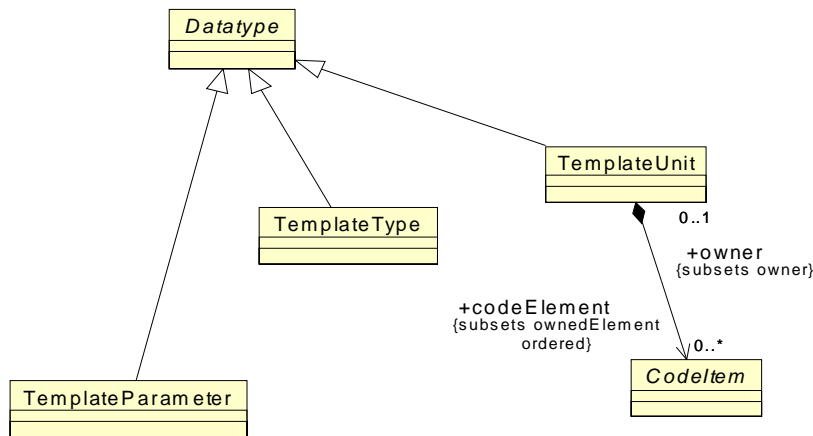 Datatype
TemplateUnit
0..1
TemplateType
+owner
{subsets owner}
+codeElement
{subsets ownedElement
ordered}
0..*
CodeItem
TemplateParameter